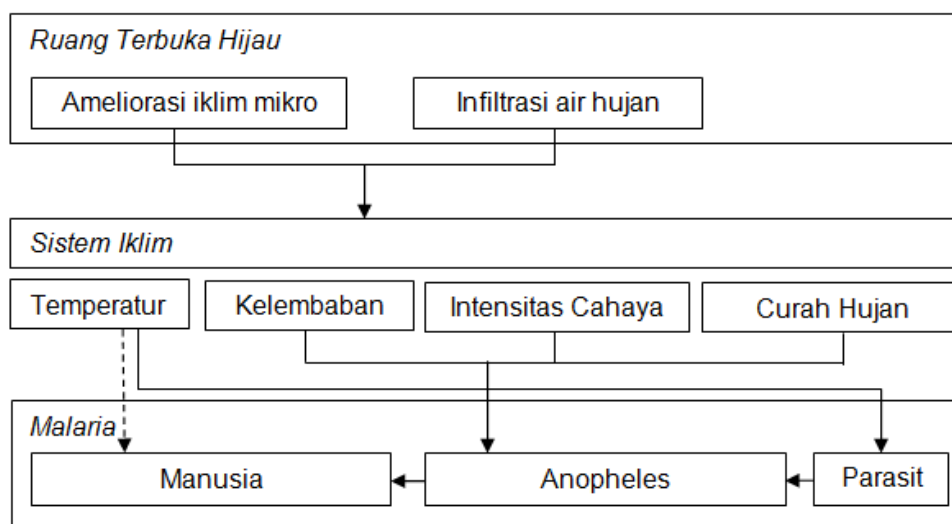 Ruang Terbuka Hijau
Ameliorasi iklim mikro
Infiltrasi air hujan
Sistem Iklim
Temperatur
Kelembaban
Intensitas Cahaya
Curah Hujan
Malaria
Manusia
Anopheles
Parasit